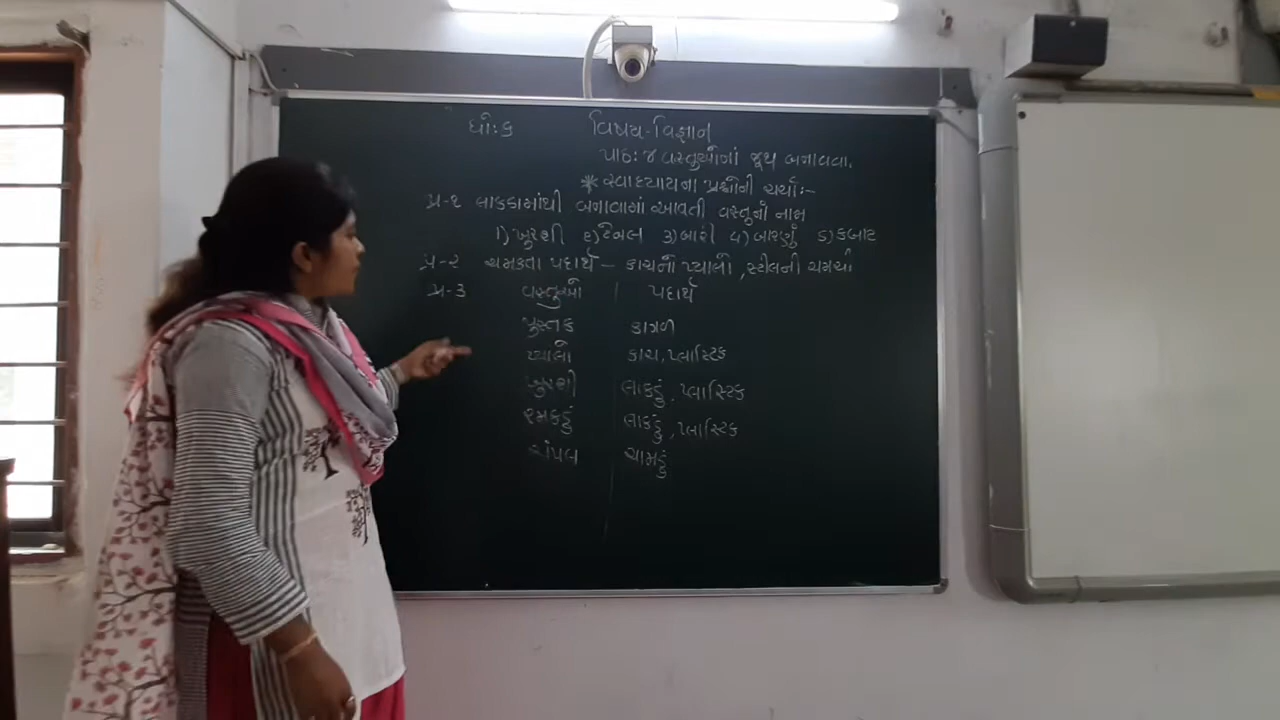 ધો:૬ વિષય-વિજ્ઞાન
પાઠ: ૪ વસ્તુઓનાં જૂથ બનાવવા.
* સ્વાધ્યાયના પ્રશ્નોની ચર્ચા:-
પ્ર-૧ લાકડામાંથી બનાવવામાં આવતી વસ્તુનાં નામ
૧) ખુરશી ૨) ટેબલ ૩) બારી ૪) બારણું ૫) કબાટ
પ્ર-૨ ચમકતા પદાર્થ – કાચનો પ્યાલો, સ્ટીલની ચમચી
પ્ર-૩ વસ્તુઓ | પદાર્થ
પુસ્તક કાગળ
પ્યાલો કાચ, પ્લાસ્ટિક
ખુરશી લાકડું, પ્લાસ્ટિક
રમકડું લાકડું, પ્લાસ્ટિક
ચંપલ ચામડું